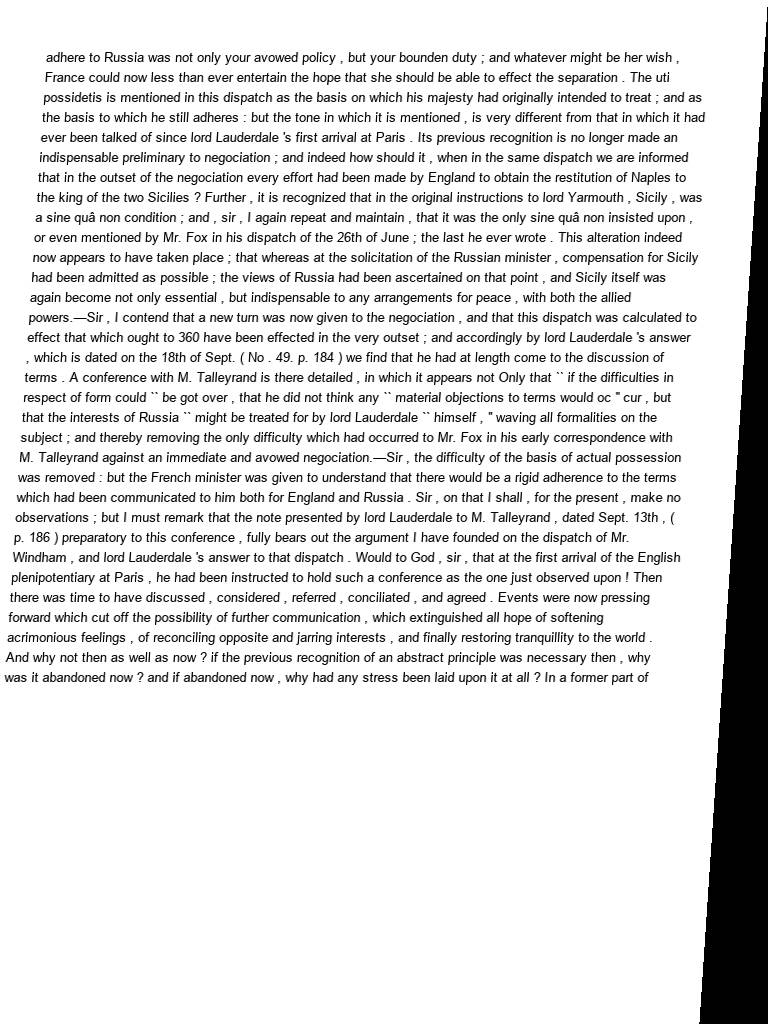 adhere to Russia was not only your avowed policy , but your bounden duty ; and whatever might be her wish ,
France could now less than ever entertain the hope that she should be able to effect the separation . The uti
possidetis is mentioned in this dispatch as the basis on which his majesty had originally intended to treat ; and as
the basis to which he still adheres : but the tone in which it is mentioned , is very different from that in which it had
ever been talked of since lord Lauderdale 's first arrival at Paris . Its previous recognition is no longer made an
indispensable preliminary to negociation ; and indeed how should it , when in the same dispatch we are informed
that in the outset of the negociation every effort had been made by England to obtain the restitution of Naples to
the king of the two Sicilies ? Further , it is recognized that in the original instructions to lord Yarmouth , Sicily , was
a sine quâ non condition ; and , sir , I again repeat and maintain , that it was the only sine quâ non insisted upon ,
or even mentioned by Mr. Fox in his dispatch of the 26th of June ; the last he ever wrote . This alteration indeed
now appears to have taken place ; that whereas at the solicitation of the Russian minister , compensation for Sicily
had been admitted as possible ; the views of Russia had been ascertained on that point , and Sicily itself was
again become not only essential , but indispensable to any arrangements for peace , with both the allied
powers.—Sir , I contend that a new turn was now given to the negociation , and that this dispatch was calculated to
effect that which ought to 360 have been effected in the very outset ; and accordingly by lord Lauderdale 's answer
, which is dated on the 18th of Sept. ( No . 49. p. 184 ) we find that he had at length come to the discussion of
terms . A conference with M. Talleyrand is there detailed , in which it appears not Only that `` if the difficulties in
respect of form could `` be got over , that he did not think any `` material objections to terms would oc " cur , but
that the interests of Russia `` might be treated for by lord Lauderdale `` himself , " waving all formalities on the
subject ; and thereby removing the only difficulty which had occurred to Mr. Fox in his early correspondence with
M. Talleyrand against an immediate and avowed negociation.—Sir , the difficulty of the basis of actual possession
was removed : but the French minister was given to understand that there would be a rigid adherence to the terms
which had been communicated to him both for England and Russia . Sir , on that I shall , for the present , make no
observations ; but I must remark that the note presented by lord Lauderdale to M. Talleyrand , dated Sept. 13th , (
p. 186 ) preparatory to this conference , fully bears out the argument I have founded on the dispatch of Mr.
Windham , and lord Lauderdale 's answer to that dispatch . Would to God , sir , that at the first arrival of the English
plenipotentiary at Paris , he had been instructed to hold such a conference as the one just observed upon ! Then
there was time to have discussed , considered , referred , conciliated , and agreed . Events were now pressing
forward which cut off the possibility of further communication , which extinguished all hope of softening
acrimonious feelings , of reconciling opposite and jarring interests , and finally restoring tranquillity to the world .
And why not then as well as now ? if the previous recognition of an abstract principle was necessary then , why
was it abandoned now ? and if abandoned now , why had any stress been laid upon it at all ? In a former part of